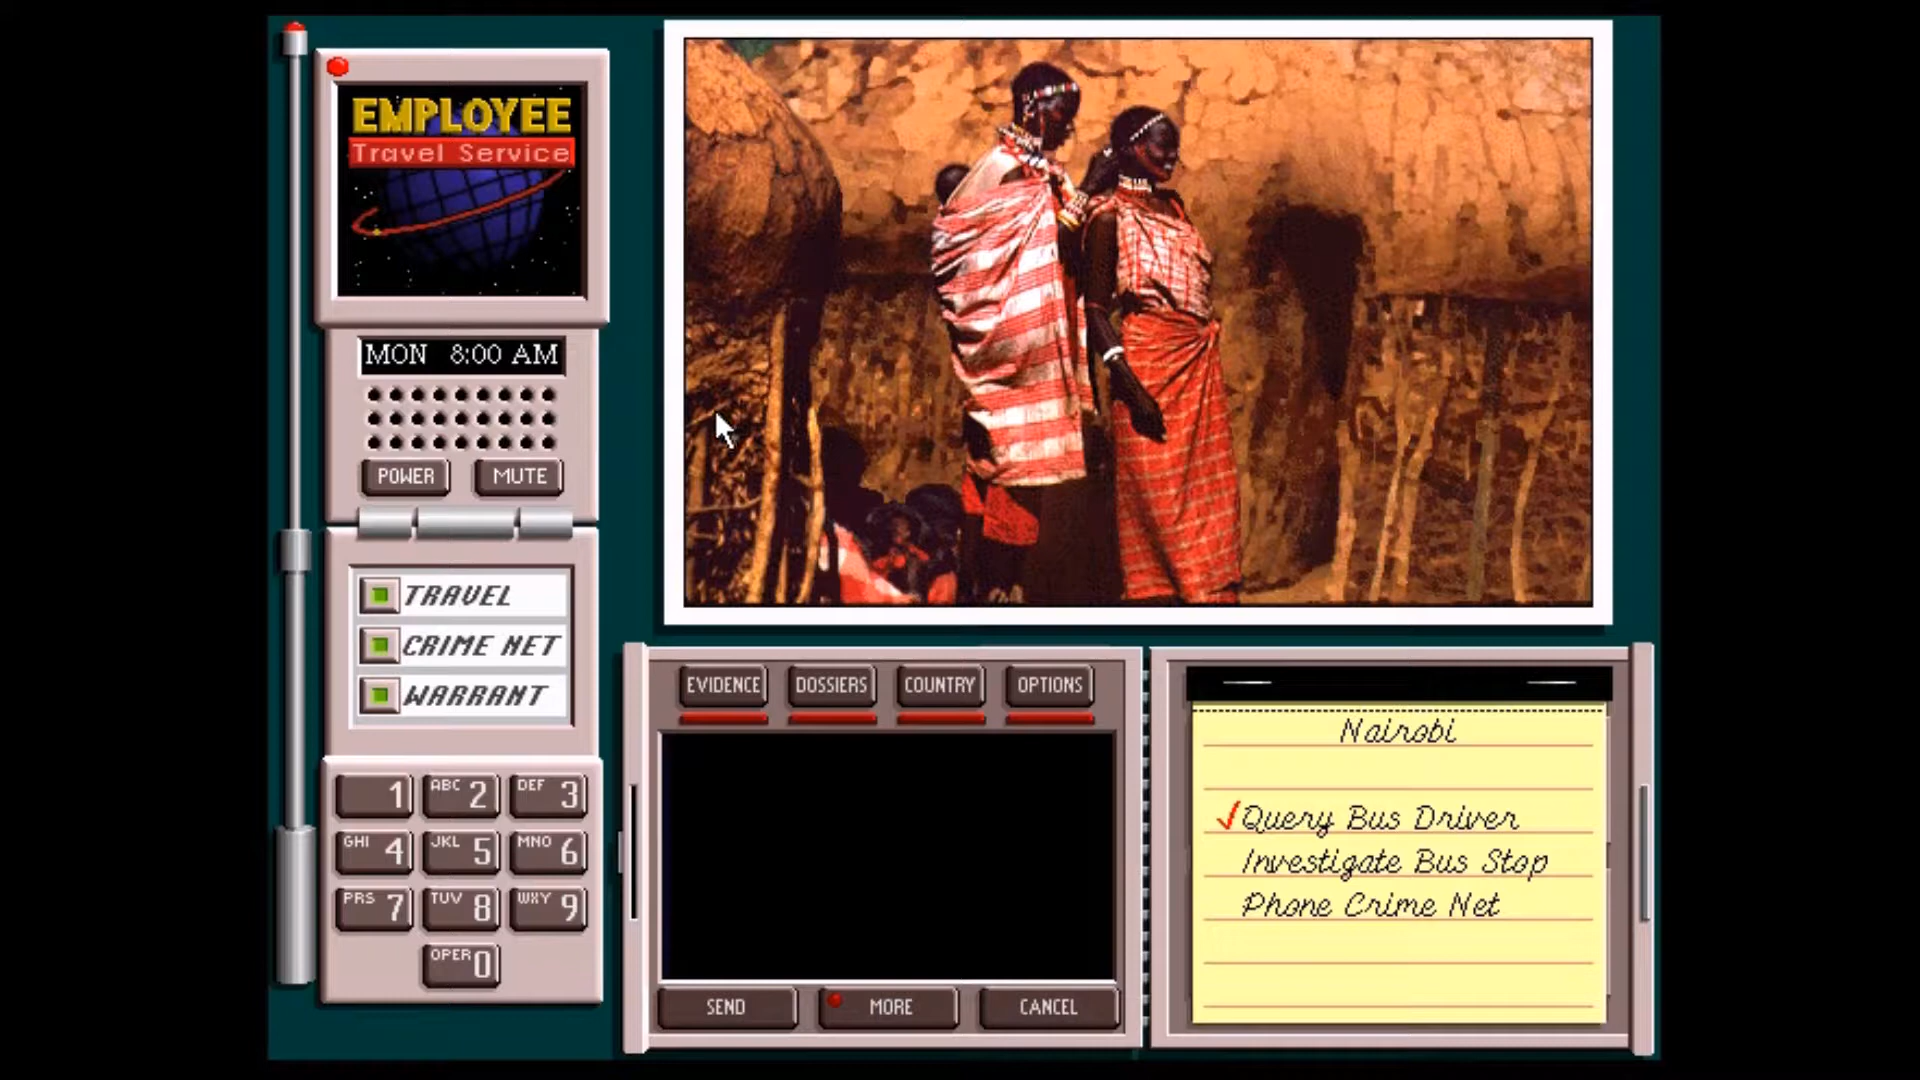 EMPLOYEE
Travel Service
MON 8:00 AM
POWER MUTE
TRAVEL
CRIME NET
WARRANT
1 ABC 2 DEF 3
GHI 4 JKL 5 MNO 6
PRS 7 TUV 8 WXY 9
OPER 0
EVIDENCE DOSSIERS COUNTRY OPTIONS
SEND MORE CANCEL
Nairobi
✓Query Bus Driver
Investigate Bus Stop
Phone Crime Net